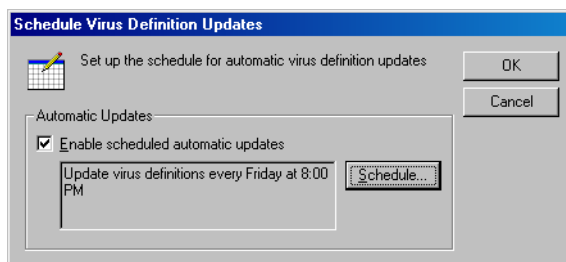 Schedule Virus Definition Updates
Set up the schedule for automatic virus definition updates
OK
Cancel
Automatic Updates
Enable scheduled automatic updates
Update virus definitions every Friday at 8:00
PM
Schedule...